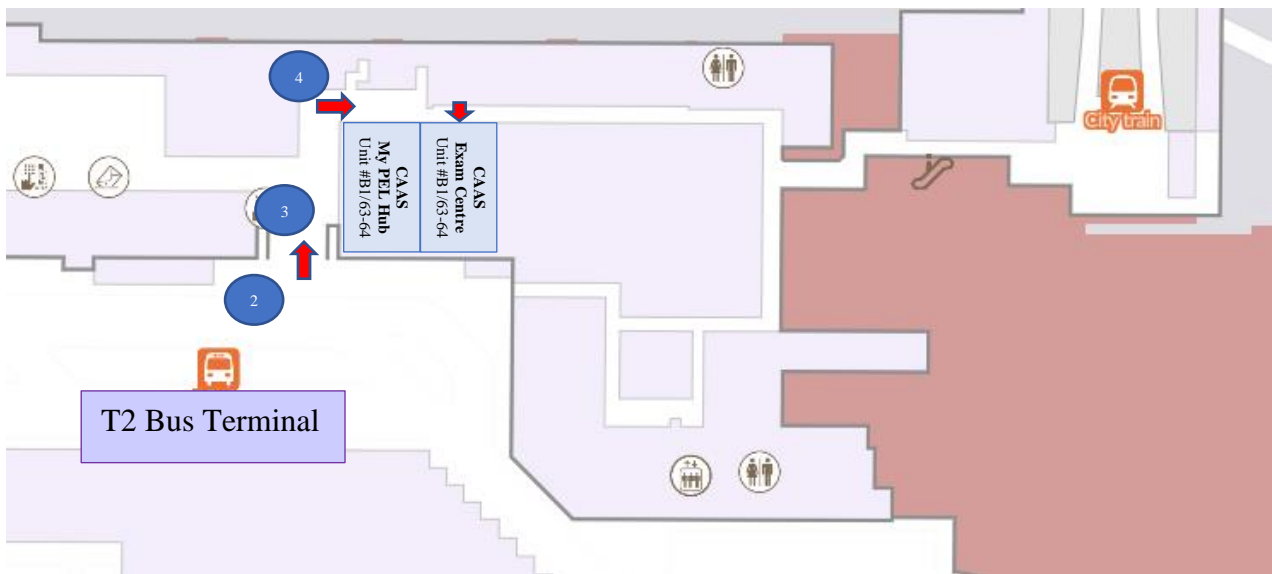 4
City train
CAAS
My PEL Hub
Unit #B1/63-64
CAAS
Exam Centre
Unit #B1/63-64
3
2
T2 Bus Terminal